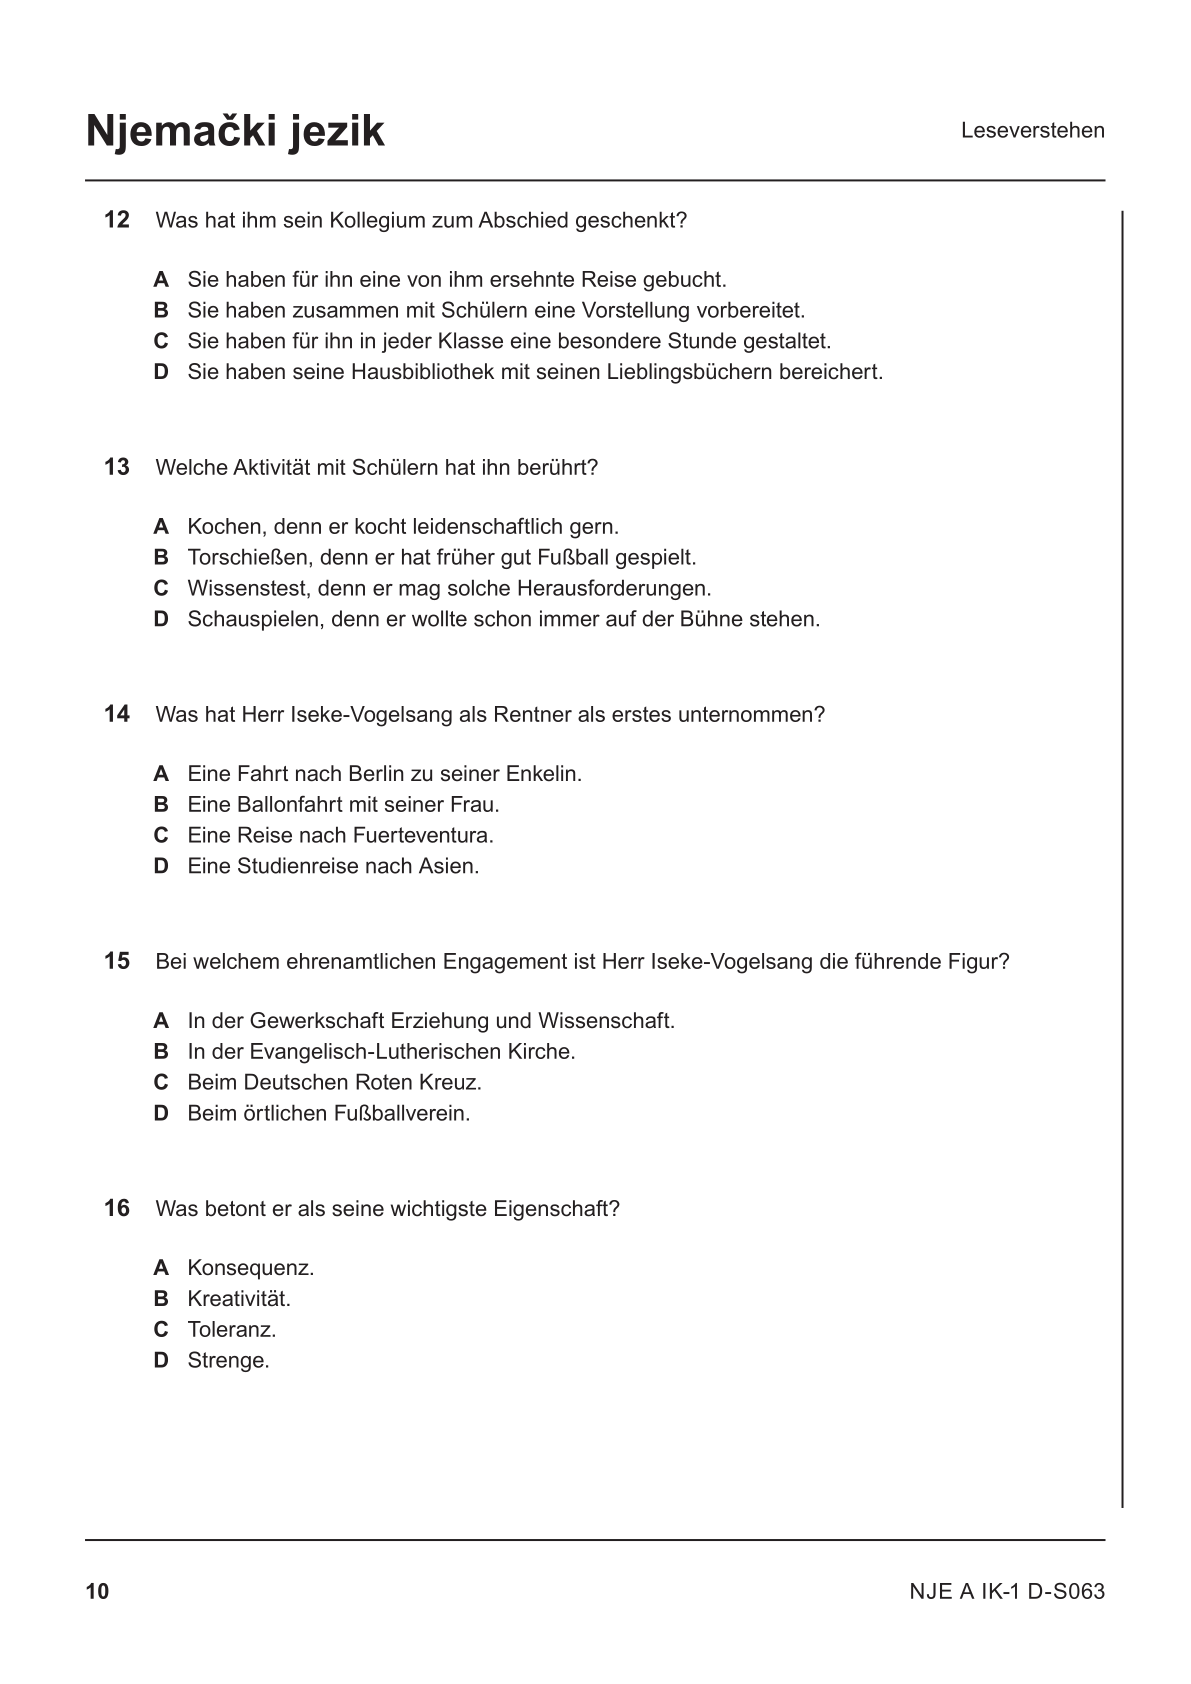 Njemački jezik
Leseverstehen
12 Was hat ihm sein Kollegium zum Abschied geschenkt?
A Sie haben für ihn eine von ihm ersehnte Reise gebucht.
B Sie haben zusammen mit Schülern eine Vorstellung vorbereitet.
C Sie haben für ihn in jeder Klasse eine besondere Stunde gestaltet.
D Sie haben seine Hausbibliothek mit seinen Lieblingsbüchern bereichert.
13 Welche Aktivität mit Schülern hat ihn berührt?
A Kochen, denn er kocht leidenschaftlich gern.
B Torschießen, denn er hat früher gut Fußball gespielt.
C Wissenstest, denn er mag solche Herausforderungen.
D Schauspielen, denn er wollte schon immer auf der Bühne stehen.
14 Was hat Herr Iseke-Vogelsang als Rentner als erstes unternommen?
A Eine Fahrt nach Berlin zu seiner Enkelin.
B Eine Ballonfahrt mit seiner Frau.
C Eine Reise nach Fuerteventura.
D Eine Studienreise nach Asien.
15 Bei welchem ehrenamtlichen Engagement ist Herr Iseke-Vogelsang die führende Figur?
A In der Gewerkschaft Erziehung und Wissenschaft.
B In der Evangelisch-Lutherischen Kirche.
C Beim Deutschen Roten Kreuz.
D Beim örtlichen Fußballverein.
16 Was betont er als seine wichtigste Eigenschaft?
A Konsequenz.
B Kreativität.
C Toleranz.
D Strenge.
10
NJE A IK-1 D-S063